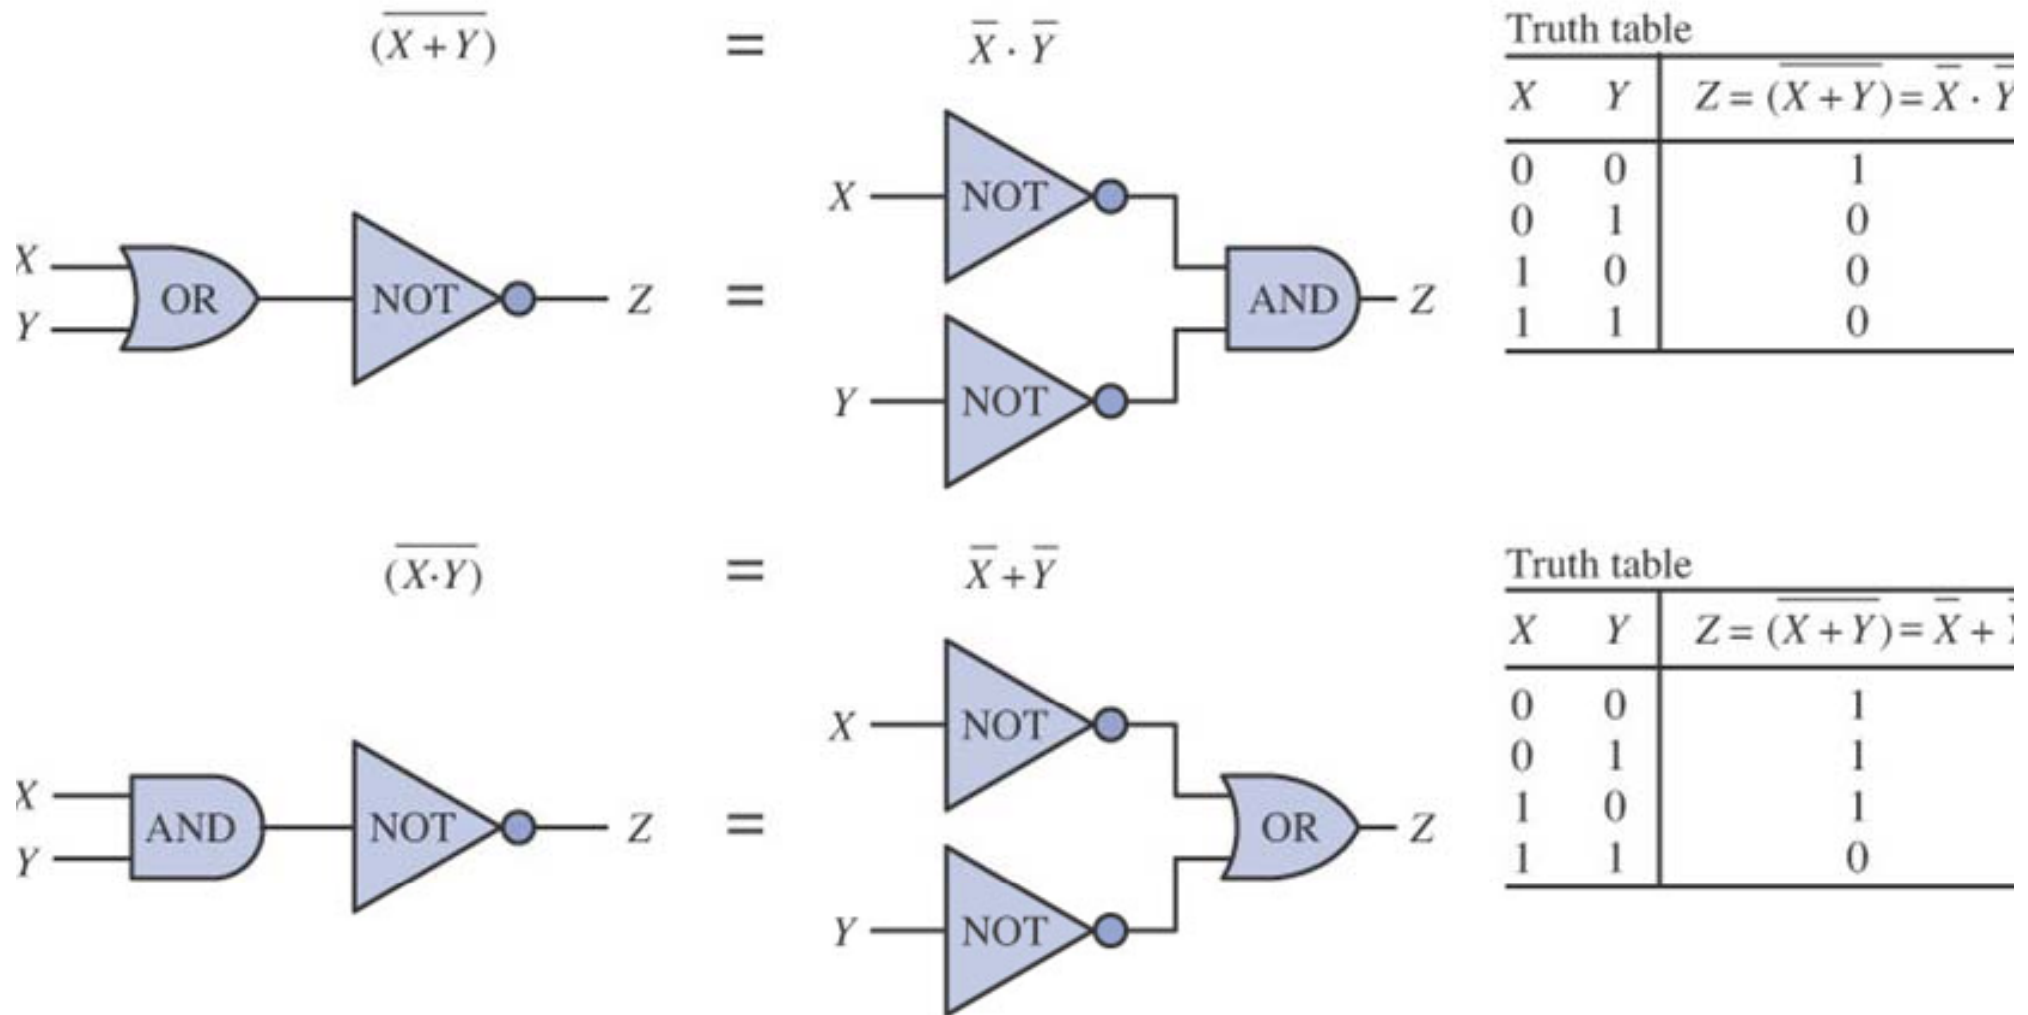 (X̅ ̅+̅ ̅Y̅) = X̅ · Y̅
X
Y
OR
NOT
Z
=
X
NOT
Y
NOT
AND
Z
Truth table
X Y Z = (X̅ ̅+̅ ̅Y̅) = X̅ · Y̅
0 0 1
0 1 0
1 0 0
1 1 0
(X̅·̅Y̅) = X̅ + Y̅
X
Y
AND
NOT
Z
=
X
NOT
Y
NOT
OR
Z
Truth table
X Y Z = (X̅ ̅+̅ ̅Y̅) = X̅ +
0 0 1
0 1 1
1 0 1
1 1 0